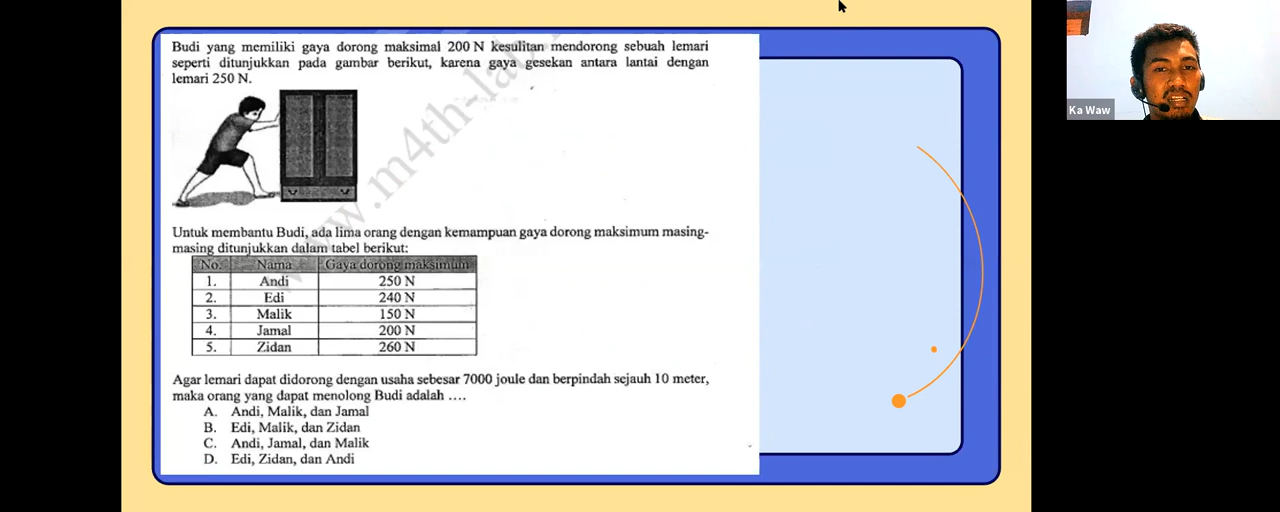 Budi yang memiliki gaya dorong maksimal 200 N kesulitan mendorong sebuah lemari
seperti ditunjukkan pada gambar berikut, karena gaya gesekan antara lantai dengan
lemari 250 N.
www.m4th-lab.
Untuk membantu Budi, ada lima orang dengan kemampuan gaya dorong maksimum masing-
masing ditunjukkan dalam tabel berikut:
No. Nama Gaya dorong maksimum
1. Andi 250 N
2. Edi 240 N
3. Malik 150 N
4. Jamal 200 N
5. Zidan 260 N
Agar lemari dapat didorong dengan usaha sebesar 7000 joule dan berpindah sejauh 10 meter,
maka orang yang dapat menolong Budi adalah ....
A. Andi, Malik, dan Jamal
B. Edi, Malik, dan Zidan
C. Andi, Jamal, dan Malik
D. Edi, Zidan, dan Andi
Ka Waw